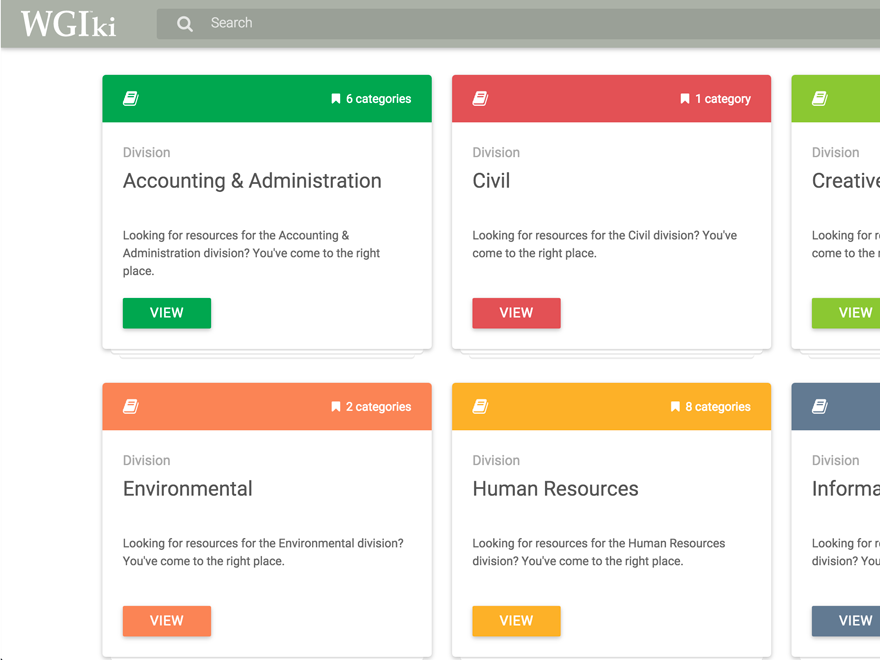 WGIki
Search
6 categories
Division
Accounting & Administration
Looking for resources for the Accounting &
Administration division? You've come to the right
place.
VIEW
1 category
Division
Civil
Looking for resources for the Civil division? You've
come to the right place.
VIEW
Division
Creative
Looking for
come to the
VIEW
2 categories
Division
Environmental
Looking for resources for the Environmental division?
You've come to the right place.
VIEW
8 categories
Division
Human Resources
Looking for resources for the Human Resources
division? You've come to the right place.
VIEW
Division
Informa
Looking for
division? You
VIEW